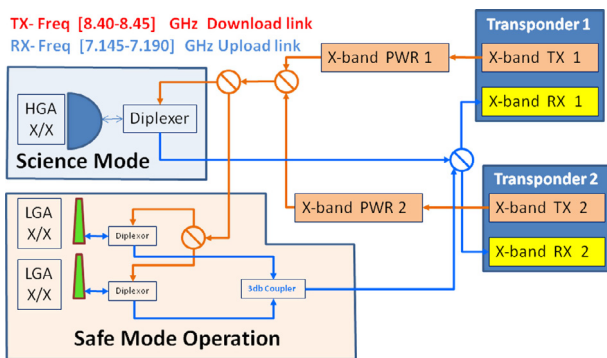 TX- Freq [8.40-8.45] GHz Download link
RX- Freq [7.145-7.190] GHz Upload link
Transponder 1
X-band PWR 1
X-band TX 1
X-band RX 1
HGA
X/X
Diplexer
Science Mode
Transponder 2
X-band PWR 2
X-band TX 2
X-band RX 2
LGA
X/X
Diplexor
LGA
X/X
Diplexor
3db Coupler
Safe Mode Operation